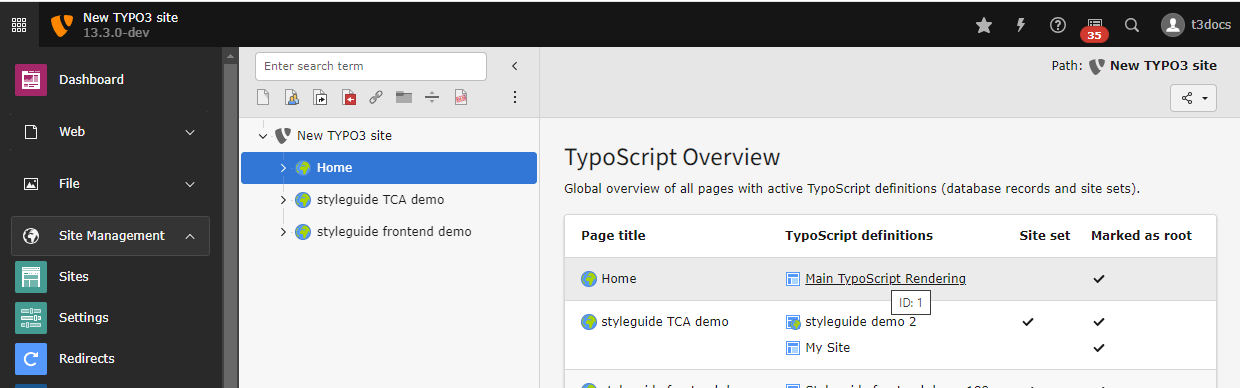 New TYPO3 site
13.3.0-dev
35
t3docs
Dashboard
Web
File
Site Management
Sites
Settings
Redirects
Enter search term
New TYPO3 site
Home
styleguide TCA demo
styleguide frontend demo
Path: New TYPO3 site
TypoScript Overview
Global overview of all pages with active TypoScript definitions (database records and site sets).
Page title TypoScript definitions Site set Marked as root
Home Main TypoScript Rendering
ID: 1
styleguide TCA demo styleguide demo 2
My Site